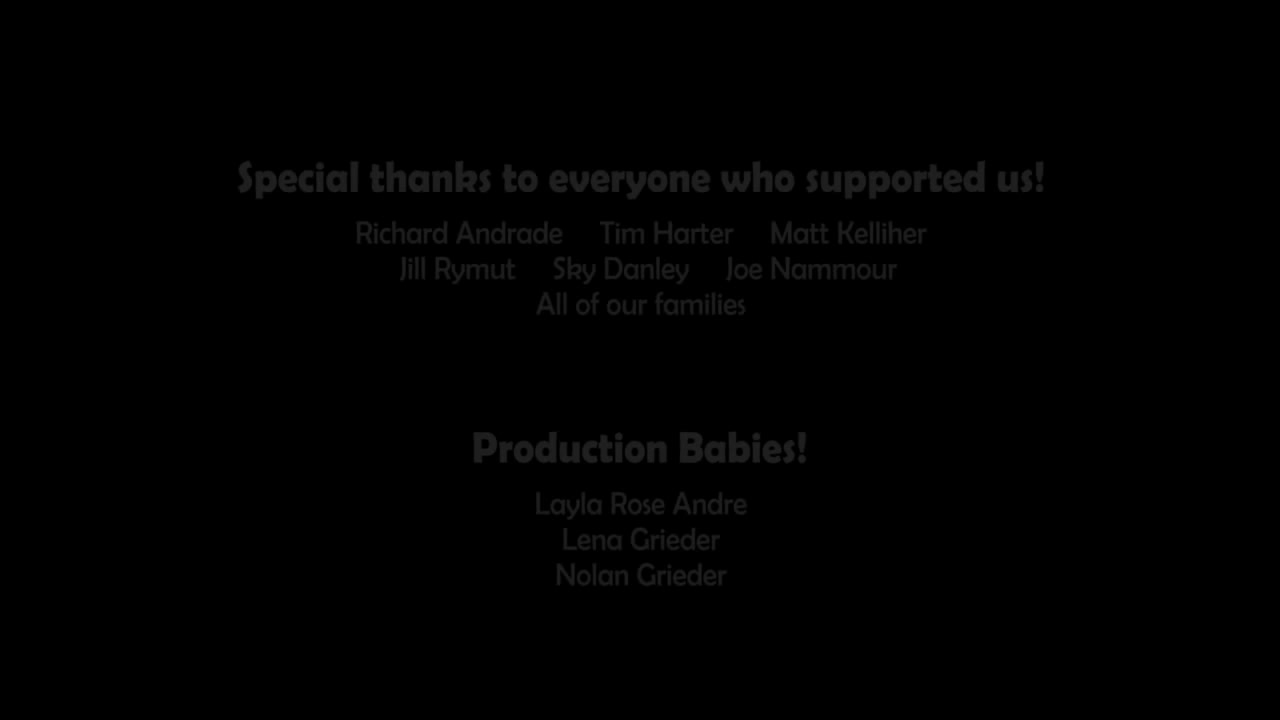 Special thanks to everyone who supported us!
Richard Andrade Tim Harter Matt Kelliher
Jill Rymut Sky Danley Joe Nammour
All of our families
Production Babies!
Layla Rose Andre
Lena Grieder
Nolan Grieder